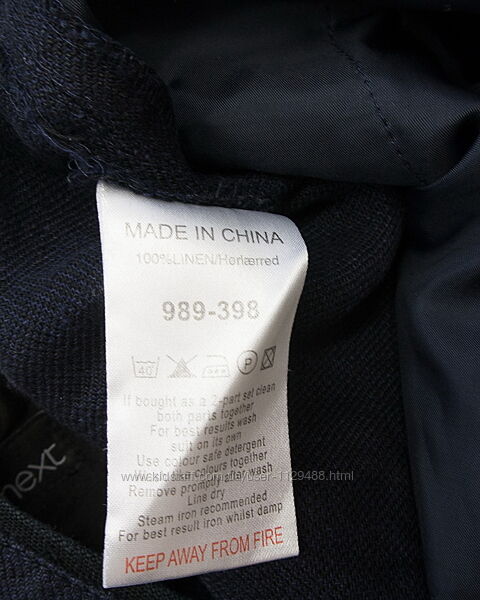 MADE IN CHINA
100%LINEN/Hørlærred
989-398
40
P
If bought as a 2-part set clean
both parts together
For best results wash
suit on its own
Use colour safe detergent
Wash colours together
Remove promptly after wash
Line dry
Steam iron recommended
For best result iron whilst damp
KEEP AWAY FROM FIRE
next